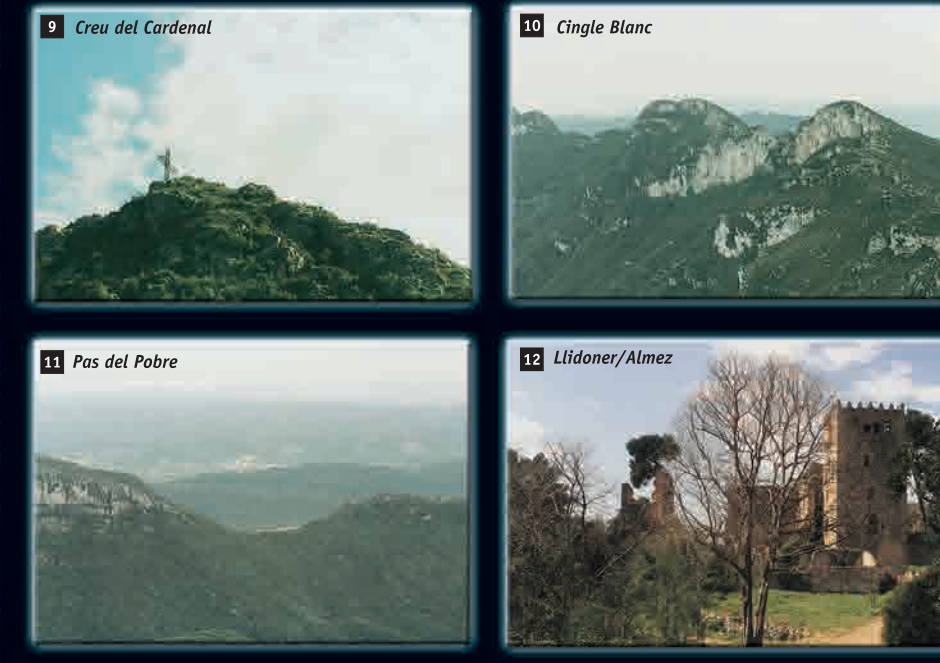 9 Creu del Cardenal
10 Cingle Blanc
11 Pas del Pobre
12 Llidoner/Almez